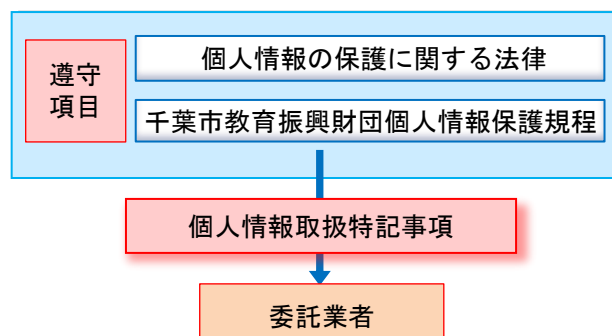 遵守
項目
個人情報の保護に関する法律
千葉市教育振興財団個人情報保護規程
個人情報取扱特記事項
委託業者